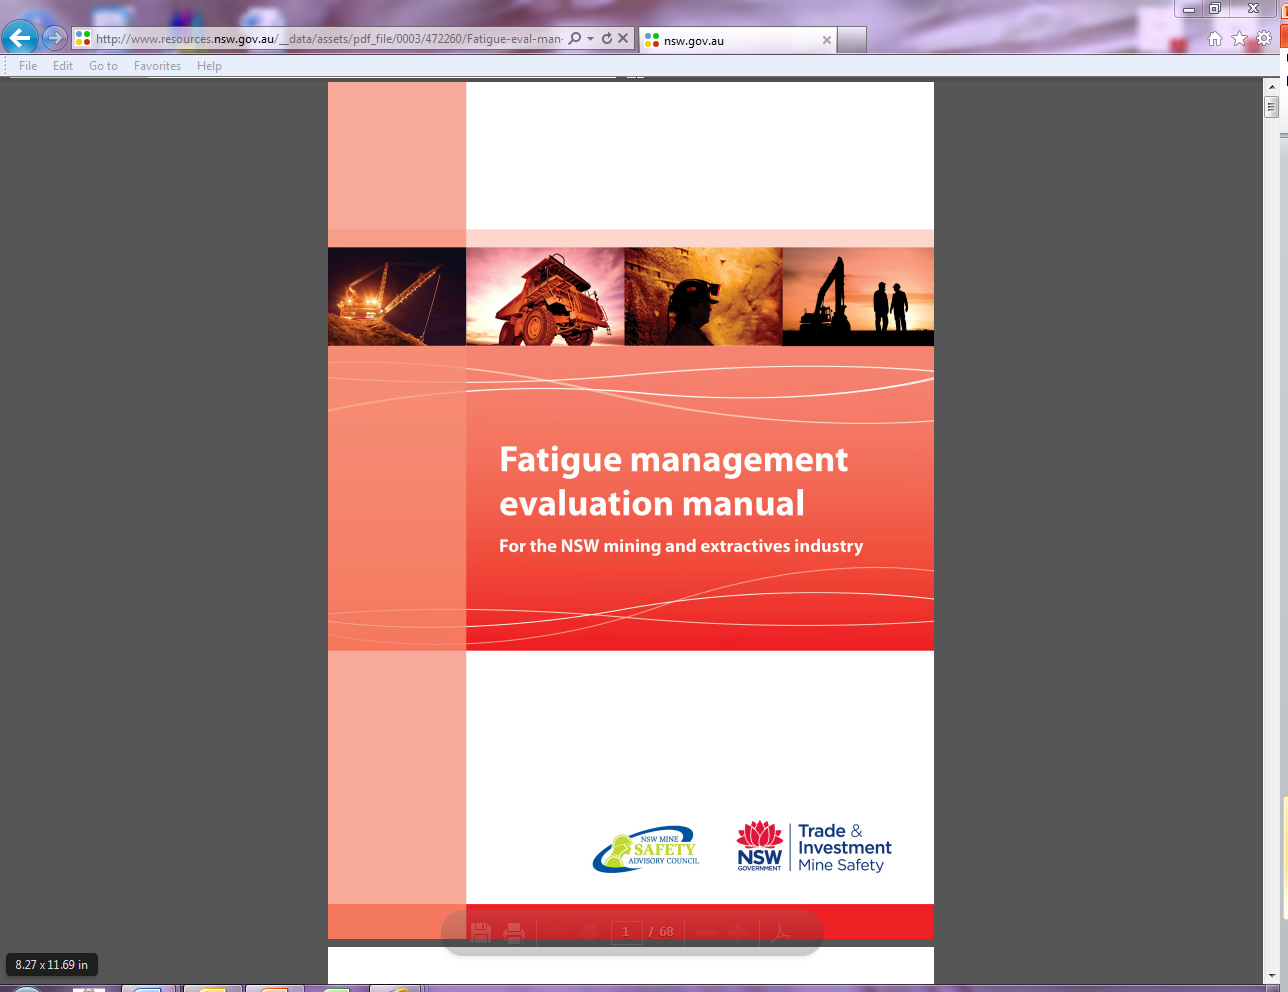 http://www.resources.nsw.gov.au/__data/assets/pdf_file/0003/472260/Fatigue-eval-man-
nsw.gov.au
File Edit Go to Favorites Help
Fatigue management
evaluation manual
For the NSW mining and extractives industry
NSW MINE
SAFETY
ADVISORY COUNCIL
NSW
GOVERNMENT
Trade &
Investment
Mine Safety
1 / 68
8.27 x 11.69 in